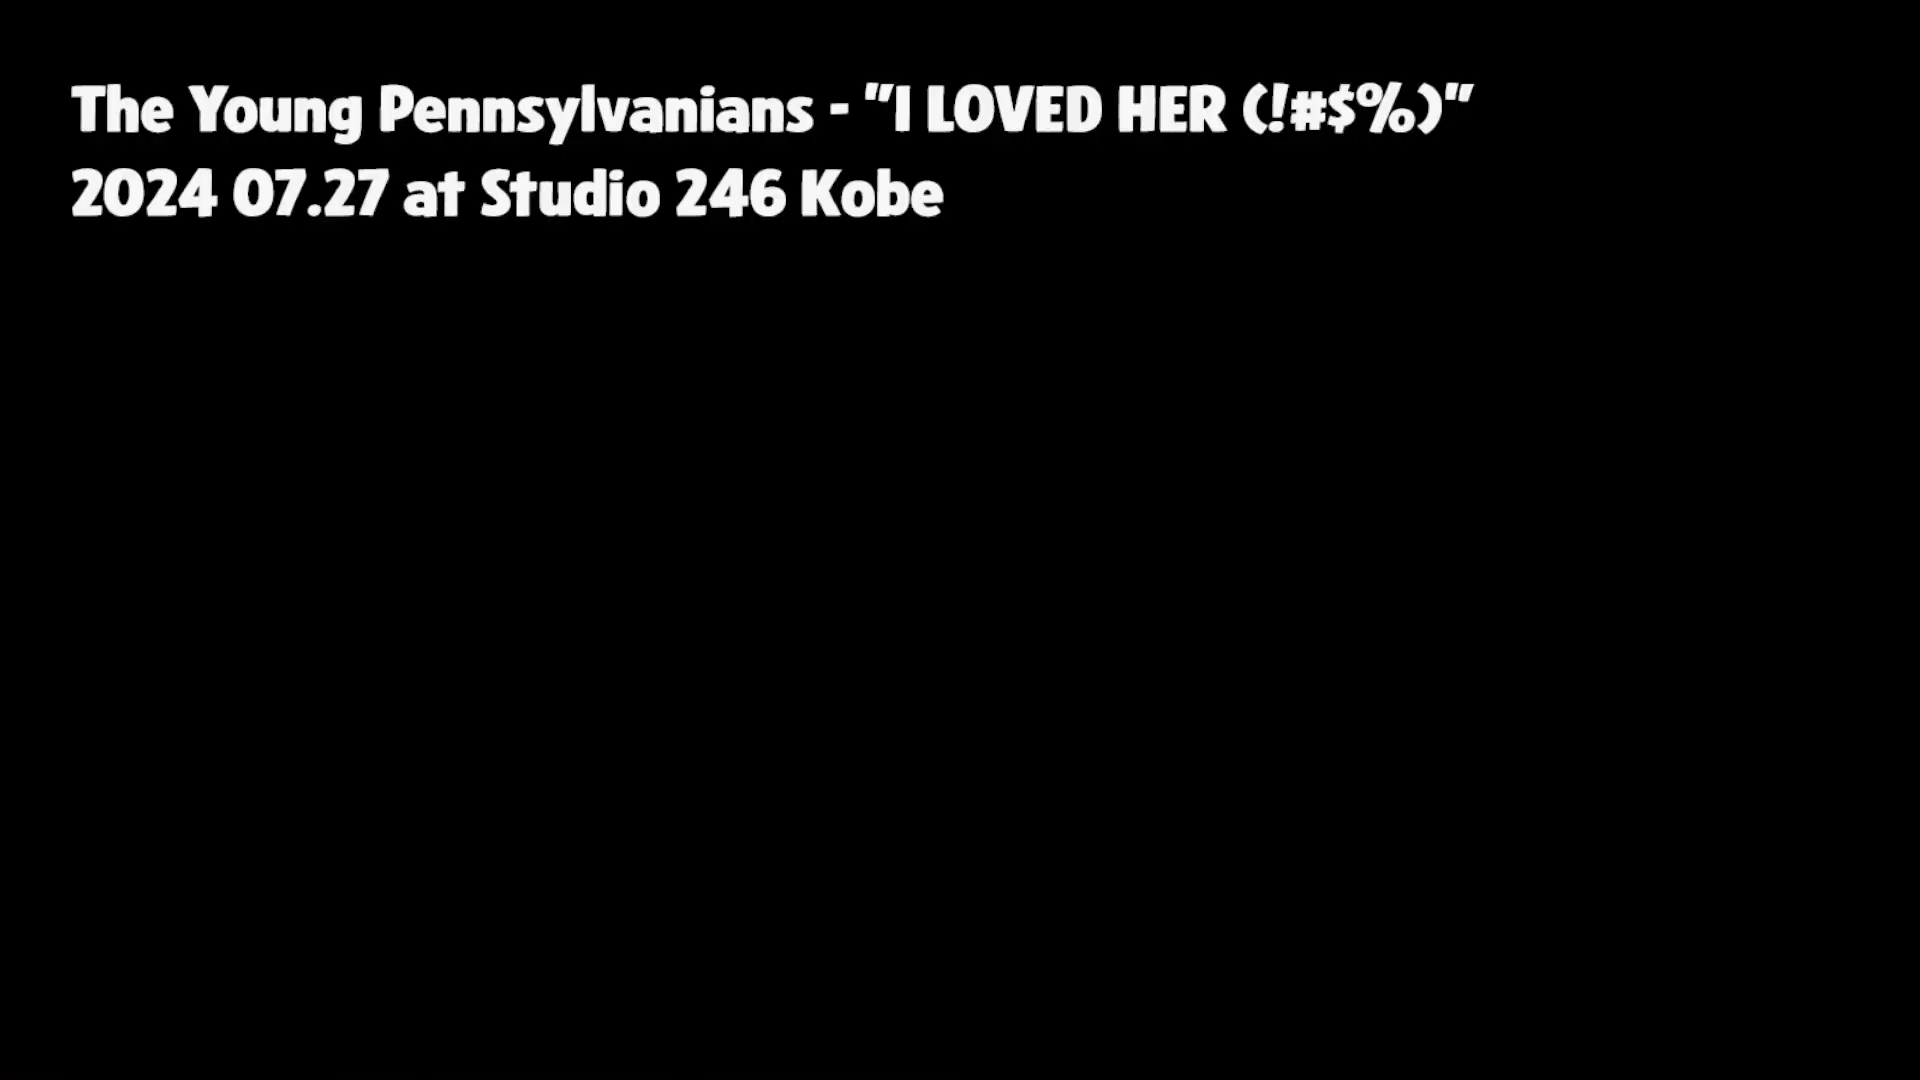 The Young Pennsylvanians - "I LOVED HER (!#$%)"
2024 07.27 at Studio 246 Kobe